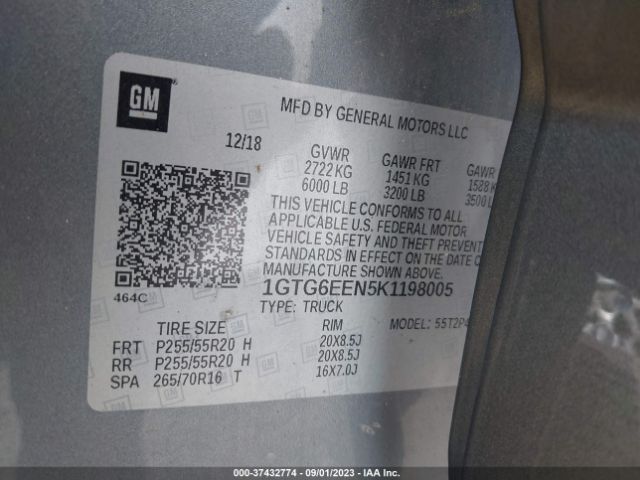 GM
MFD BY GENERAL MOTORS LLC
12/18
GVWR GAWR FRT GAWR
2722 KG 1451 KG 1588 K
6000 LB 3200 LB 3500 L
THIS VEHICLE CONFORMS TO ALL
APPLICABLE U.S. FEDERAL MOTOR
VEHICLE SAFETY AND THEFT PREVENT
STANDARDS IN EFFECT ON THE DATE O
MANUFACTURE SHOWN ABOVE.
464C
1GTG6EEN5K1198005
TYPE: TRUCK MODEL: 55T2P4
TIRE SIZE RIM
FRT P255/55R20 H 20X8.5J
RR P255/55R20 H 20X8.5J
SPA 265/70R16 T 16X7.0J
000-37432774 - 09/01/2023 - IAA Inc.